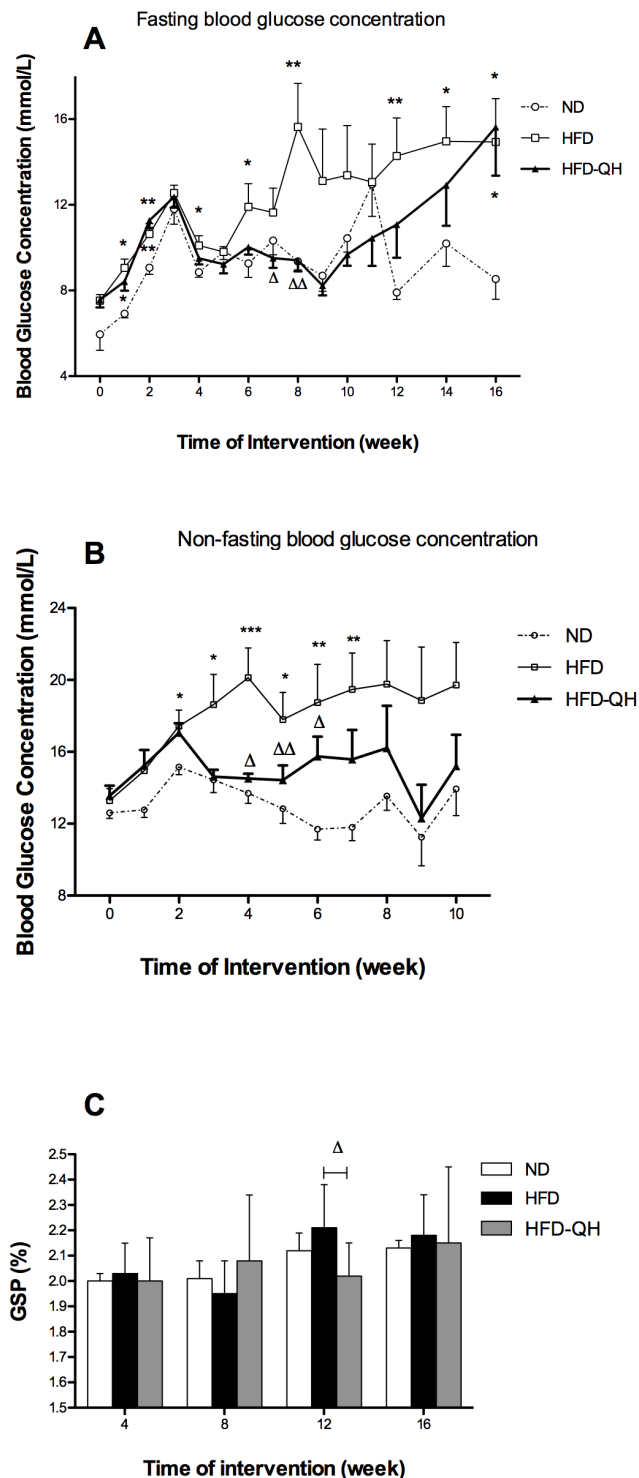 Fasting blood glucose concentration
A
Blood Glucose Concentration (mmol/L)
16
12
8
4
** ** * *
* *
** *
** *
*
Δ ΔΔ
ND
HFD
HFD-QH
0 2 4 6 8 10 12 14 16
Time of Intervention (week)
B
Non-fasting blood glucose concentration
Blood Glucose Concentration (mmol/L)
24
20
16
12
8
* * *** * ** **
Δ ΔΔ Δ
ND
HFD
HFD-QH
0 2 4 6 8 10
Time of Intervention (week)
C
GSP (%)
2.5
2.4
2.3
2.2
2.1
2.0
1.9
1.8
1.7
1.6
1.5
Δ
ND
HFD
HFD-QH
4 8 12 16
Time of intervention (week)